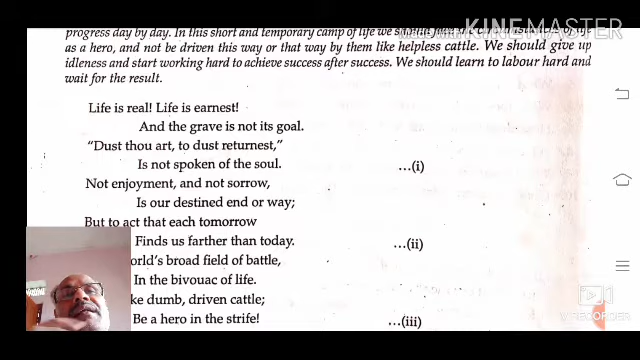 Made with
KINEMASTER
progress day by day. In this short and temporary camp of life we should face
as a hero, and not be driven this way or that way by them like helpless cattle. We should give up
idleness and start working hard to achieve success after success. We should learn to labour hard and
wait for the result.
Life is real! Life is earnest!
And the grave is not its goal.
“Dust thou art, to dust returnest,”
Is not spoken of the soul. ...(i)
Not enjoyment, and not sorrow,
Is our destined end or way;
But to act that each tomorrow
Finds us farther than today. ...(ii)
orld's broad field of battle,
In the bivouac of life.
ke dumb, driven cattle;
Be a hero in the strife! ...(iii)
RECORDER